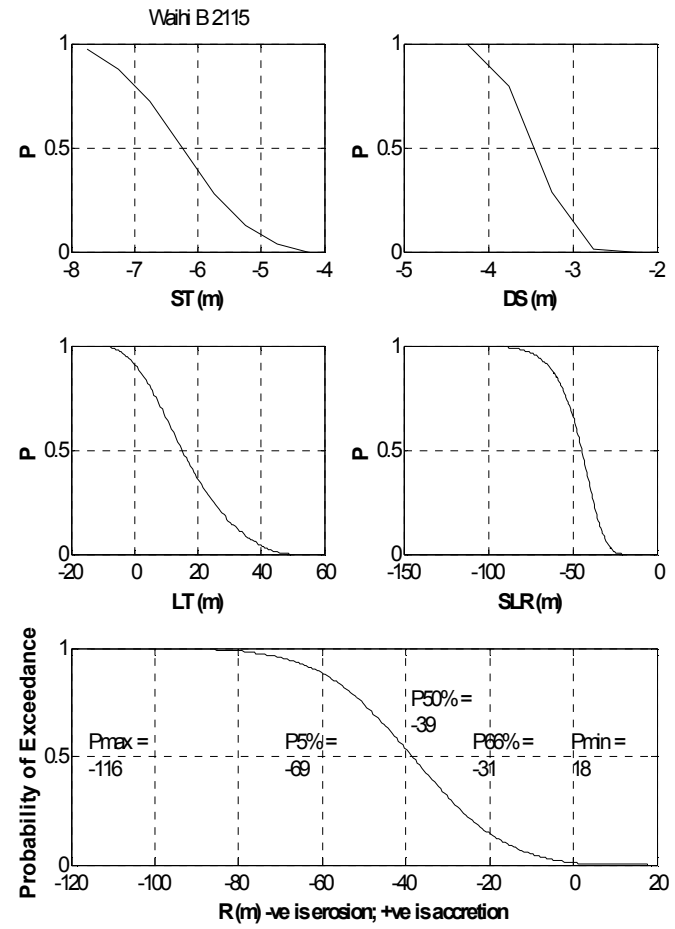 Waihi B 2115
1
0.5
0
P
-8 -7 -6 -5 -4
ST (m)
1
0.5
0
P
-5 -4 -3 -2
DS (m)
1
0.5
0
P
-20 0 20 40 60
LT (m)
1
0.5
0
P
-150 -100 -50 0
SLR (m)
Probability of Exceedance
1
0.5
0
Pmax =
-116
P5% =
-69
P50% =
-39
P66% =
-31
Pmin =
18
-120 -100 -80 -60 -40 -20 0 20
R (m) -ve is erosion; +ve is accretion